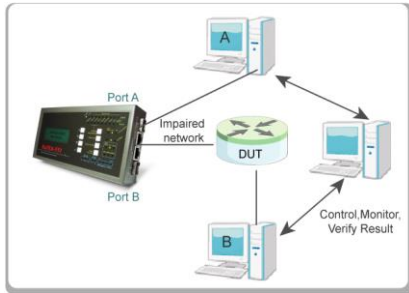 A
Port A
Impaired
network
DUT
Port B
B
Control,Monitor,
Verify Result